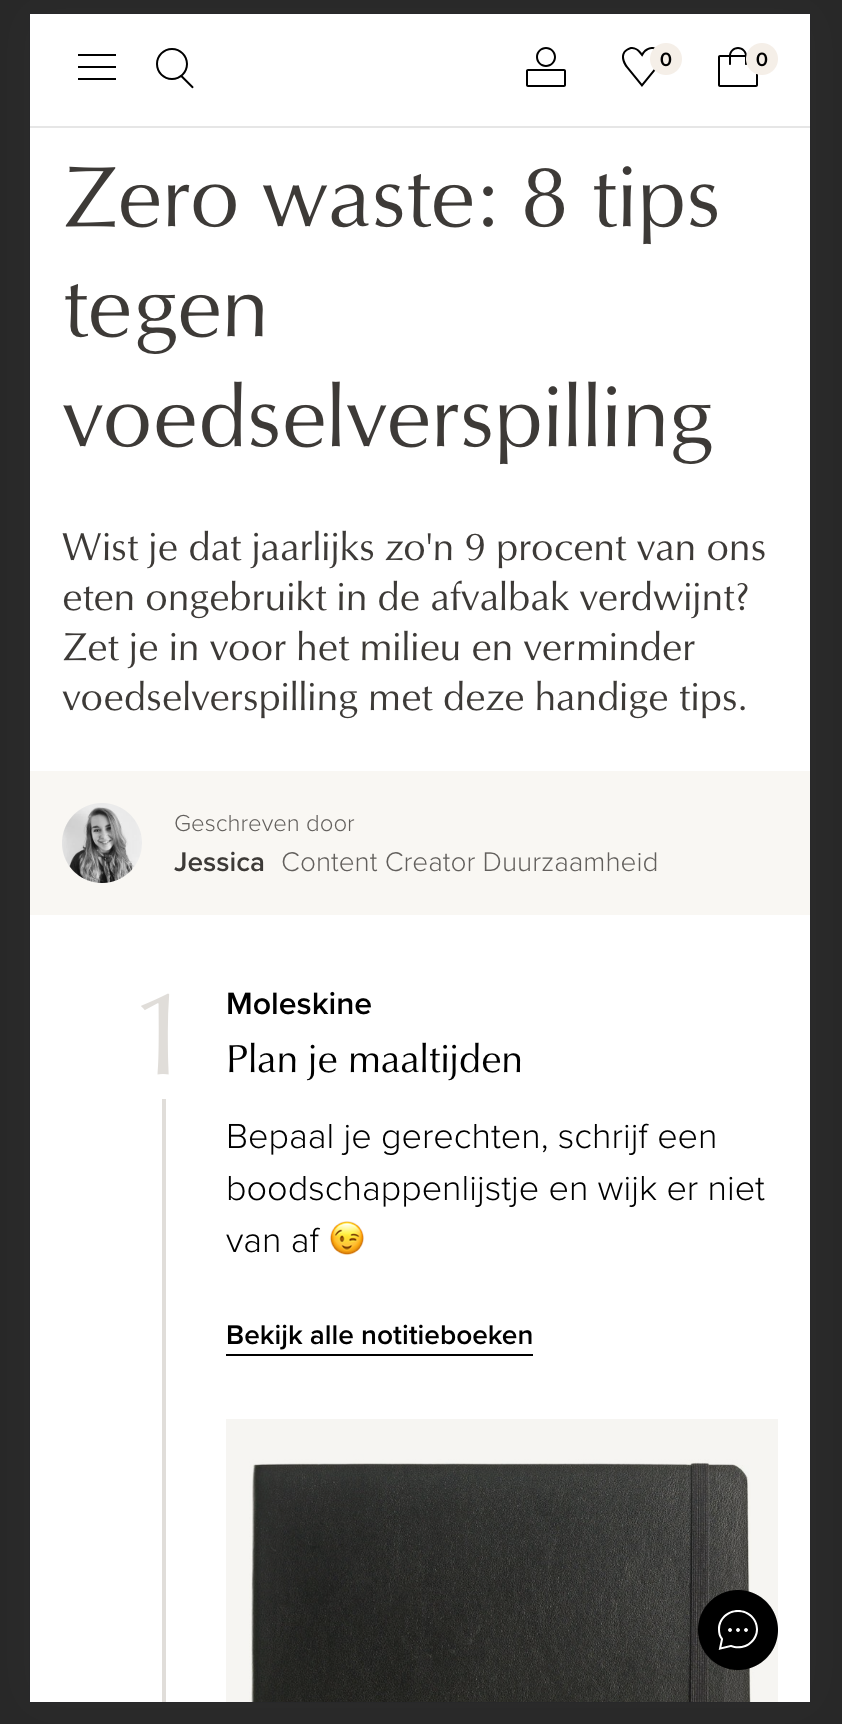 0
0
Zero waste: 8 tips
tegen
voedselverspilling
Wist je dat jaarlijks zo'n 9 procent van ons
eten ongebruikt in de afvalbak verdwijnt?
Zet je in voor het milieu en verminder
voedselverspilling met deze handige tips.
Geschreven door
Jessica Content Creator Duurzaamheid
1
Moleskine
Plan je maaltijden
Bepaal je gerechten, schrijf een
boodschappenlijstje en wijk er niet
van af 😉
Bekijk alle notitieboeken